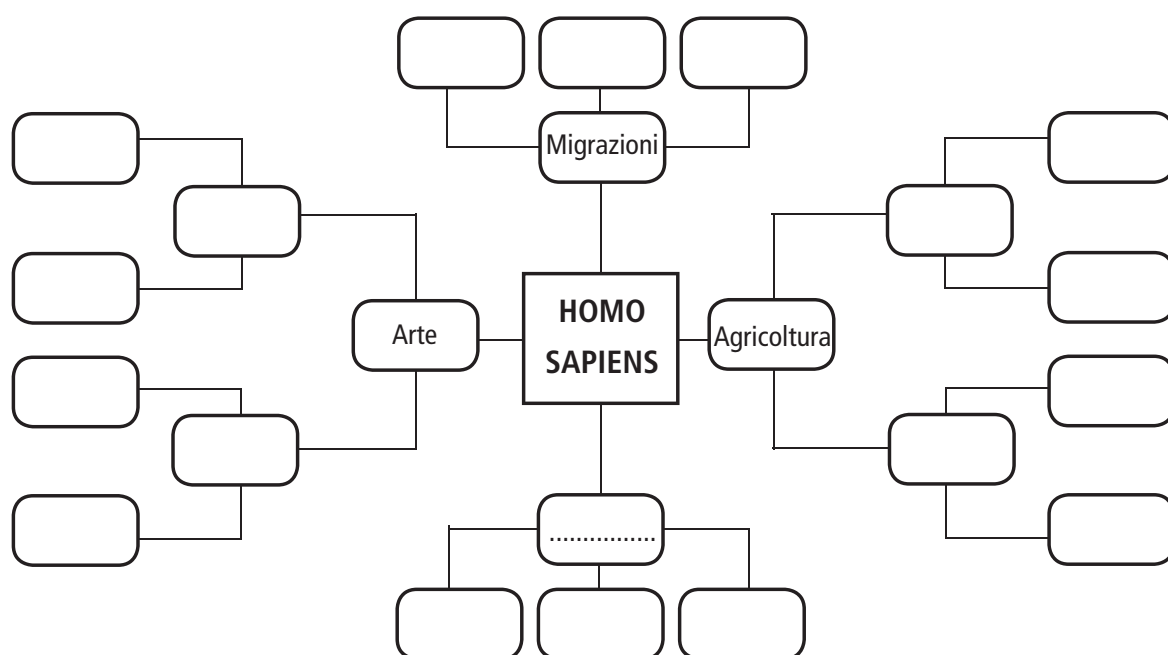 Migrazioni
HOMO
SAPIENS
Arte
Agricoltura
................